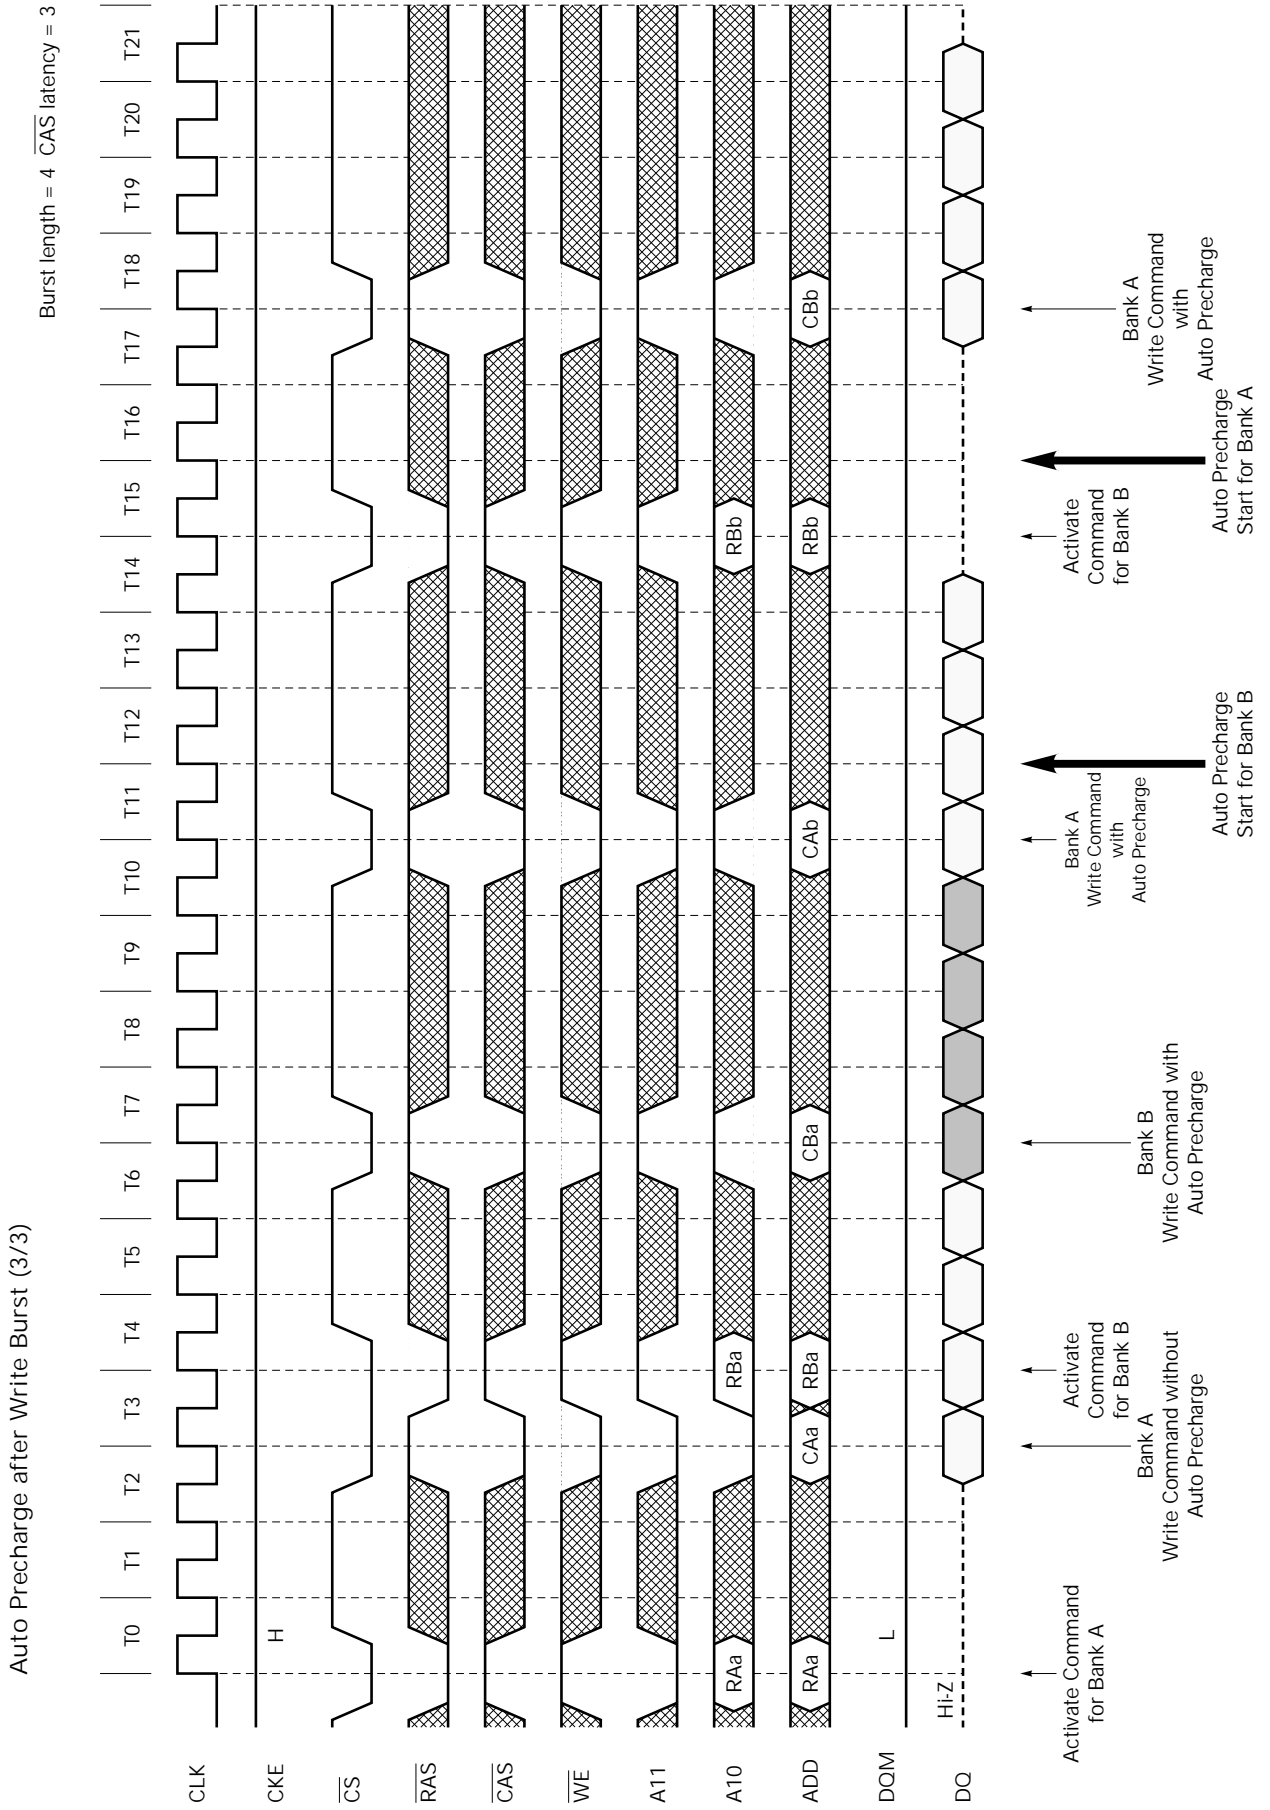 Auto Precharge after Write Burst (3/3)
Burst length = 4 CAS latency = 3
T0
T1
T2
T3
T4
T5
T6
T7
T8
T9
T10
T11
T12
T13
T14
T15
T16
T17
T18
T19
T20
T21
CLK
CKE
H
CS
RAS
CAS
WE
A11
A10
RAa
RBa
RBb
ADD
RAa
CAa
RBa
CBa
CAb
RBb
CBb
DQM
L
DQ
Hi-Z
Activate Command
for Bank A
Bank A
Write Command without
Auto Precharge
Activate
Command
for Bank B
Bank B
Write Command with
Auto Precharge
Bank A
Write Command
with
Auto Precharge
Auto Precharge
Start for Bank B
Activate
Command
for Bank B
Auto Precharge
Start for Bank A
Bank A
Write Command
with
Auto Precharge